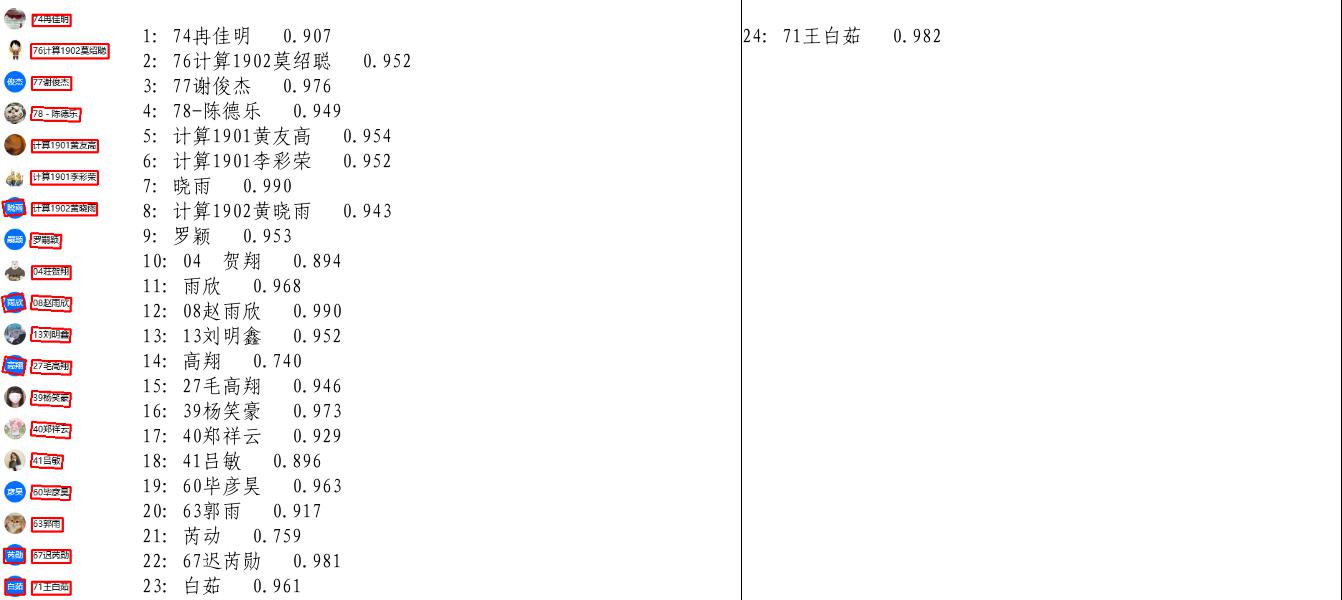 74冉佳明
76计算1902莫绍聪
俊杰
77谢俊杰
78 - 陈德乐
计算1901黄友高
计算1901李彩荣
晓雨
计算1902黄晓雨
嗣颖
罗嗣颖
04茌贺翔
雨欣
08赵雨欣
13刘明鑫
高翔
27毛高翔
39杨笑豪
40郑祥云
41吕敏
彦昊
60毕彦昊
63郭雨
芮勋
67迟芮勋
白茹
71王白茹
1: 74冉佳明 0.907
2: 76计算1902莫绍聪 0.952
3: 77谢俊杰 0.976
4: 78-陈德乐 0.949
5: 计算1901黄友高 0.954
6: 计算1901李彩荣 0.952
7: 晓雨 0.990
8: 计算1902黄晓雨 0.943
9: 罗颖 0.953
10: 04 贺翔 0.894
11: 雨欣 0.968
12: 08赵雨欣 0.990
13: 13刘明鑫 0.952
14: 高翔 0.740
15: 27毛高翔 0.946
16: 39杨笑豪 0.973
17: 40郑祥云 0.929
18: 41吕敏 0.896
19: 60毕彦昊 0.963
20: 63郭雨 0.917
21: 芮动 0.759
22: 67迟芮勋 0.981
23: 白茹 0.961
24: 71王白茹 0.982